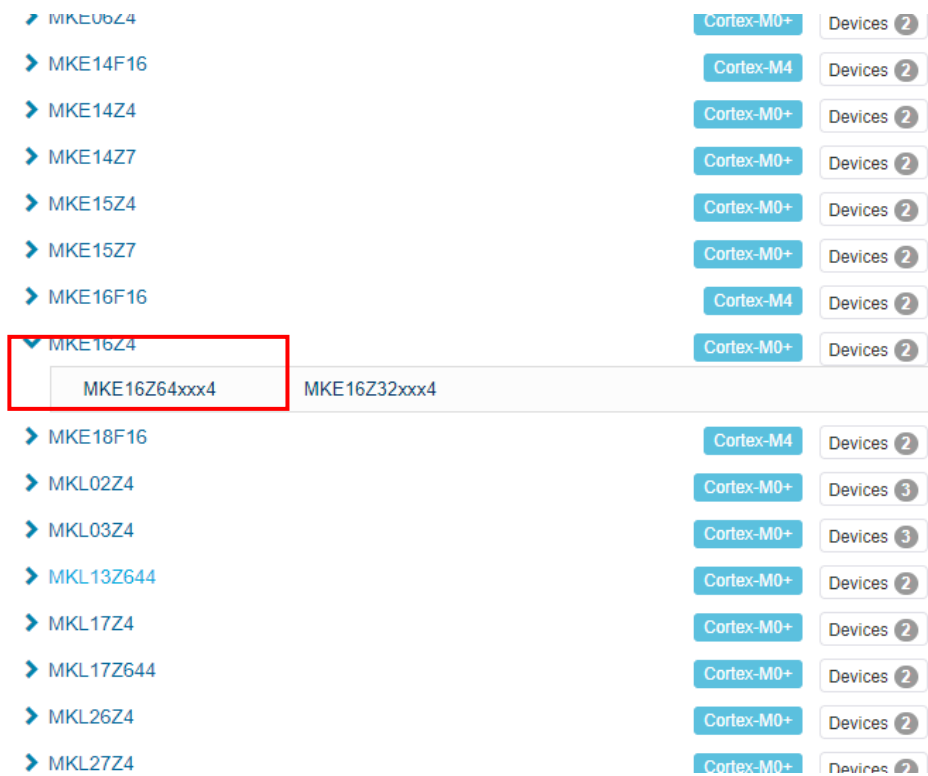 MKE06Z4 Cortex-M0+ Devices 2
MKE14F16 Cortex-M4 Devices 2
MKE14Z4 Cortex-M0+ Devices 2
MKE14Z7 Cortex-M0+ Devices 2
MKE15Z4 Cortex-M0+ Devices 2
MKE15Z7 Cortex-M0+ Devices 2
MKE16F16 Cortex-M4 Devices 2
MKE16Z4 Cortex-M0+ Devices 2
MKE16Z64xxx4 MKE16Z32xxx4
MKE18F16 Cortex-M4 Devices 2
MKL02Z4 Cortex-M0+ Devices 3
MKL03Z4 Cortex-M0+ Devices 3
MKL13Z644 Cortex-M0+ Devices 2
MKL17Z4 Cortex-M0+ Devices 2
MKL17Z644 Cortex-M0+ Devices 2
MKL26Z4 Cortex-M0+ Devices 2
MKL27Z4 Cortex-M0+ Devices 2